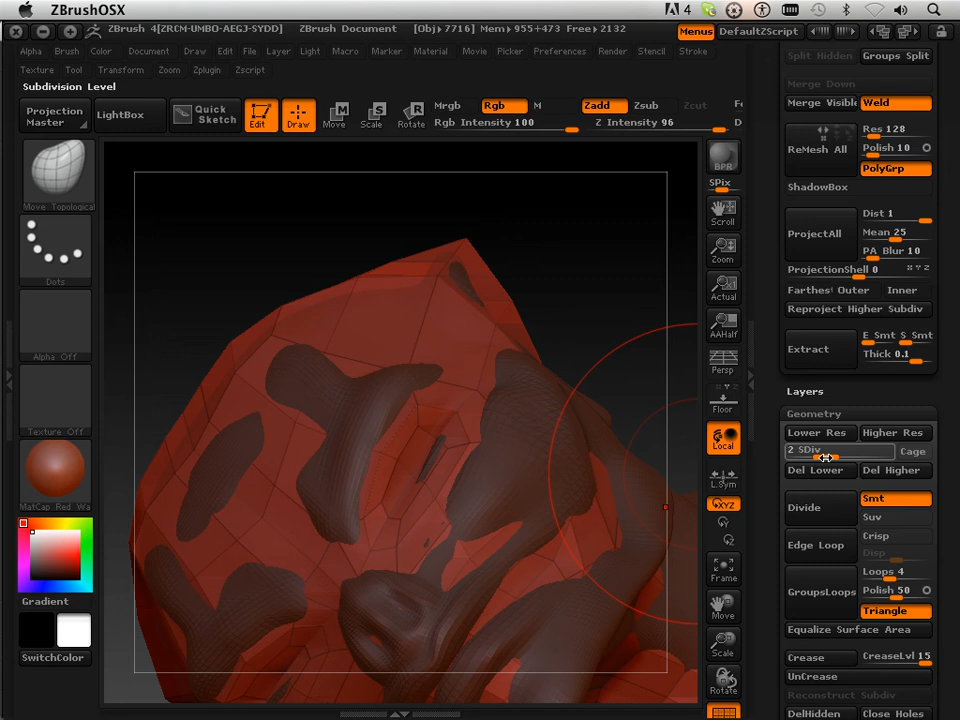 ZBrushOSX
4
ZBrush 4[ZRCM-UMBO-AEGJ-SYDD] ZBrush Document [Obj▸7716] Mem▸955+473 Free▸2132 Menus DefaultZScript
Alpha Brush Color Document Draw Edit File Layer Light Macro Marker Material Movie Picker Preferences Render Stencil Stroke
Texture Tool Transform Zoom Zplugin Zscript
Subdivision Level
Projection Master
LightBox
Quick Sketch
Edit
Draw
Move
Scale
Rotate
Mrgb Rgb M Zadd Zsub Zcut
Rgb Intensity 100 Z Intensity 96
Move Topological
Dots
Alpha Off
Texture Off
MatCap Red Wa
Gradient
SwitchColor
BPR
SPix
Scroll
Zoom
Actual
AAHalf
Persp
Floor
Local
L.Sym
XYZ
Frame
Move
Scale
Rotate
Split Hidden Groups Split
Merge Down
Merge Visible Weld
ReMesh All
Res 128
Polish 10
PolyGrp
ShadowBox
ProjectAll
Dist 1
Mean 25
PA Blur 10
ProjectionShell 0
Farthest Outer Inner
Reproject Higher Subdiv
Extract
E Smt S Smt
Thick 0.1
Layers
Geometry
Lower Res Higher Res
2 SDiv Cage
Del Lower Del Higher
Divide
Smt
Suv
Edge Loop
Crisp
Disp
GroupsLoops
Loops 4
Polish 50
Triangle
Equalize Surface Area
Crease CreaseLvl 15
UnCrease
Reconstruct Subdiv
DelHidden Close Holes